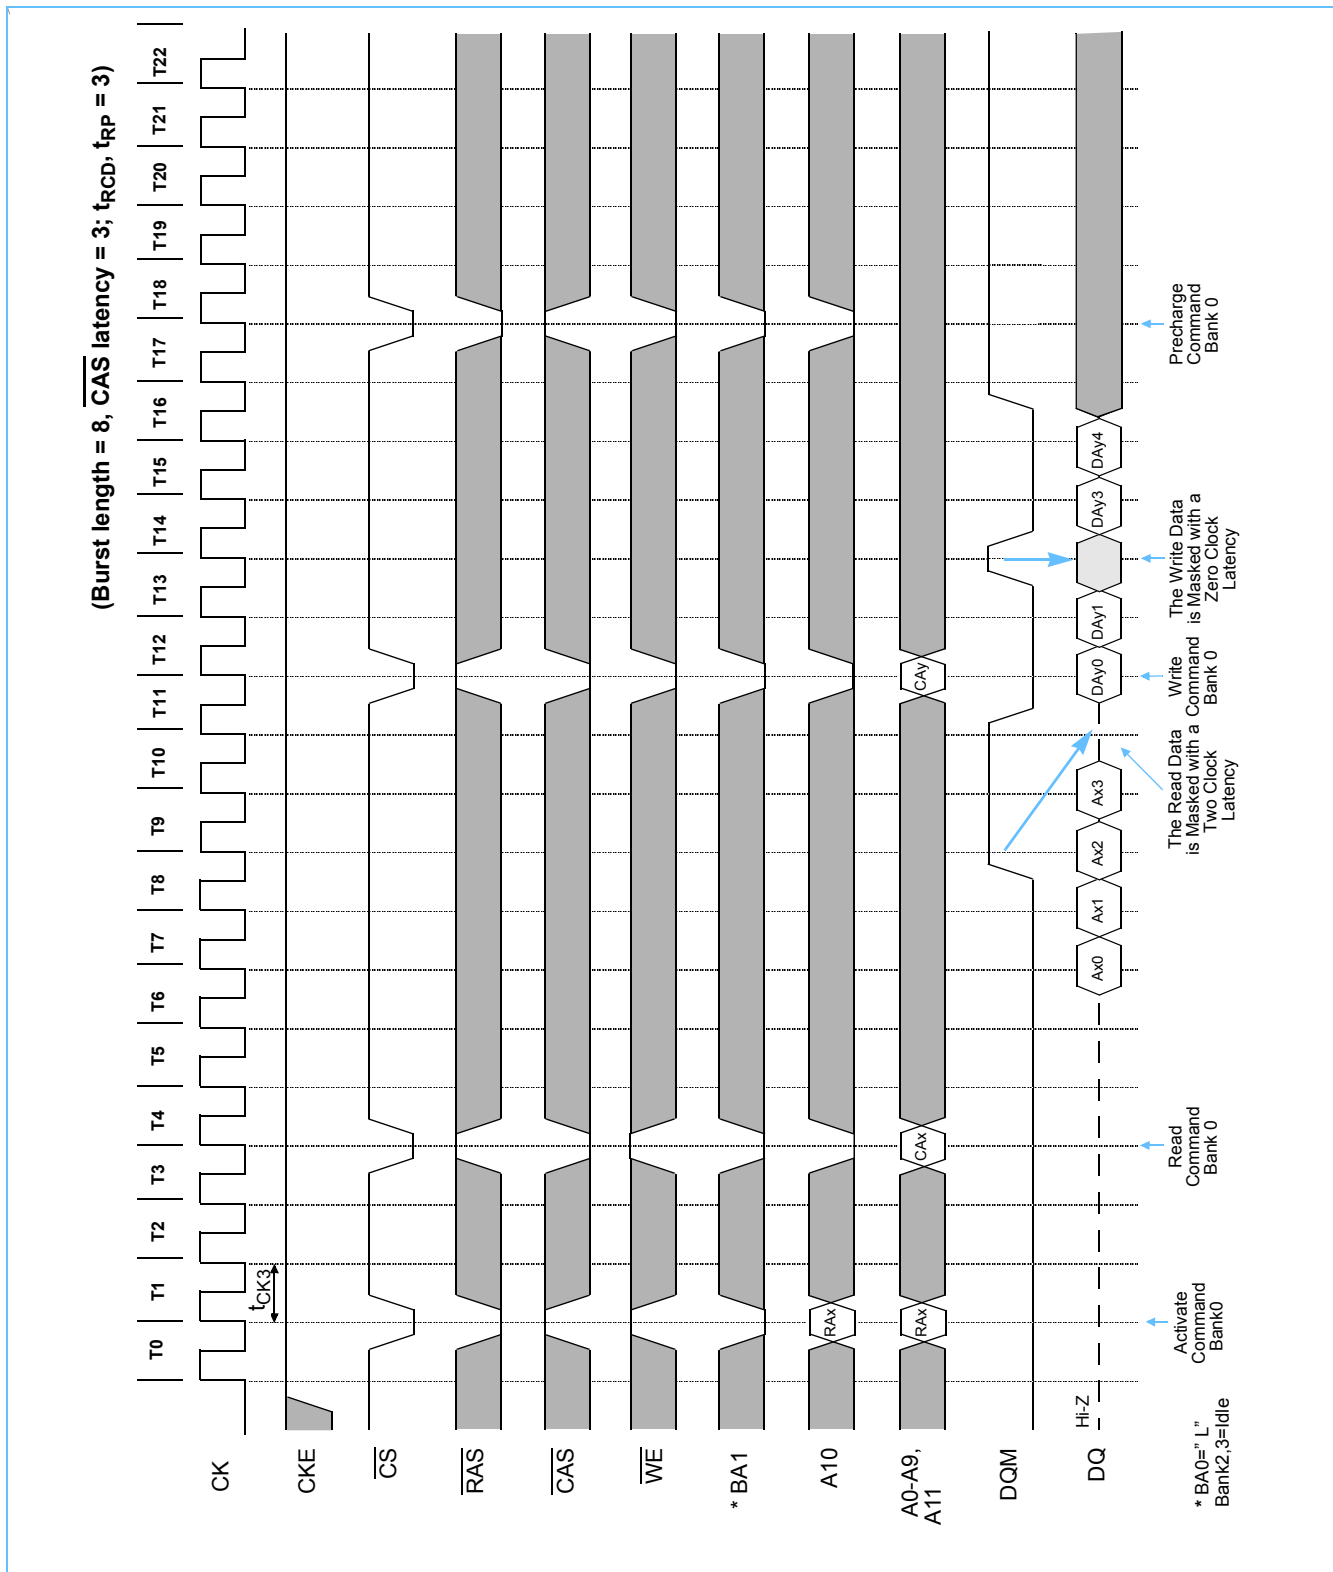 (Burst length = 8, CAS latency = 3; tRCD, tRP = 3)
T0 T1 T2 T3 T4 T5 T6 T7 T8 T9 T10 T11 T12 T13 T14 T15 T16 T17 T18 T19 T20 T21 T22
CK
tCK3
CKE
CS
RAS
CAS
WE
* BA1
A10
RAx
A0-A9,
A11
RAx CAx CAy
DQM
DQ
Hi-Z
Ax0 Ax1 Ax2 Ax3 DAy0 DAy1 DAy3 DAy4
* BA0=" L"
Bank2,3=Idle
Activate
Command
Bank0
Read
Command
Bank 0
The Read Data
is Masked with a
Two Clock
Latency
Write
Command
Bank 0
The Write Data
is Masked with a
Zero Clock
Latency
Precharge
Command
Bank 0